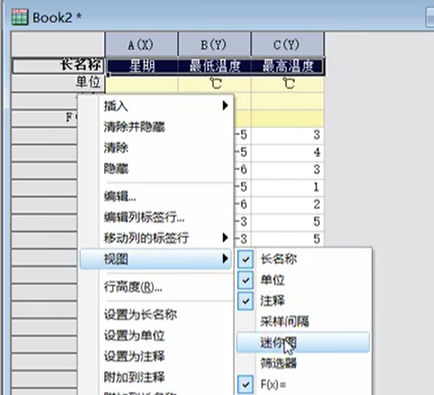 Book2 *
A(X) B(Y) C(Y)
长名称 星期 最低温度 最高温度
单位 ℃ ℃
插入
清除并隐藏
清除
隐藏
编辑...
编辑列标签行...
移动列的标签行
视图
行高度(R)...
设置为长名称
设置为单位
设置为注释
附加到注释
-5 3
-5 4
-6 3
-5 1
-6 2
-3 5
-3 5
长名称
单位
注释
采样间隔
迷你图
筛选器
F(x)=